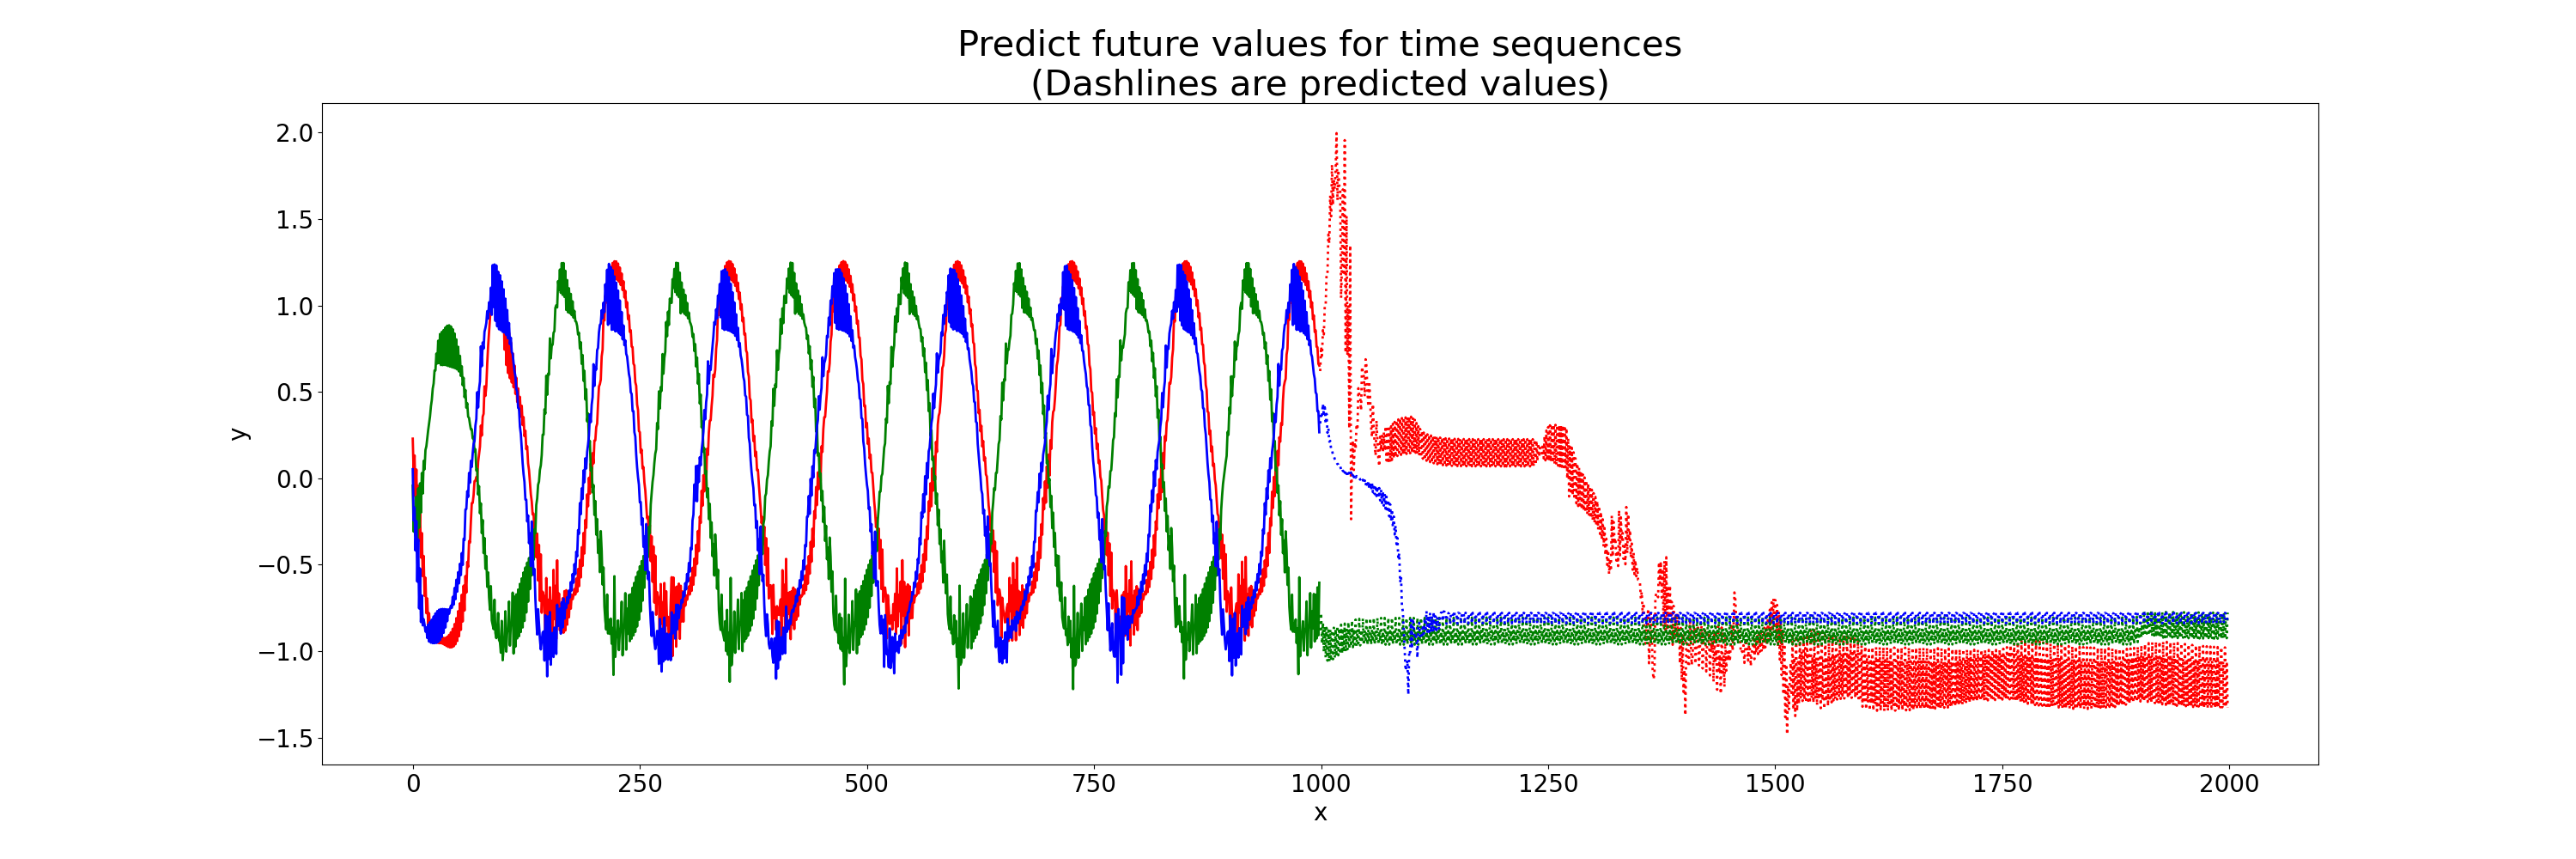 Predict future values for time sequences
(Dashlines are predicted values)
2.0
1.5
1.0
0.5
0.0
−0.5
−1.0
−1.5
y
0 250 500 750 1000 1250 1500 1750 2000
x